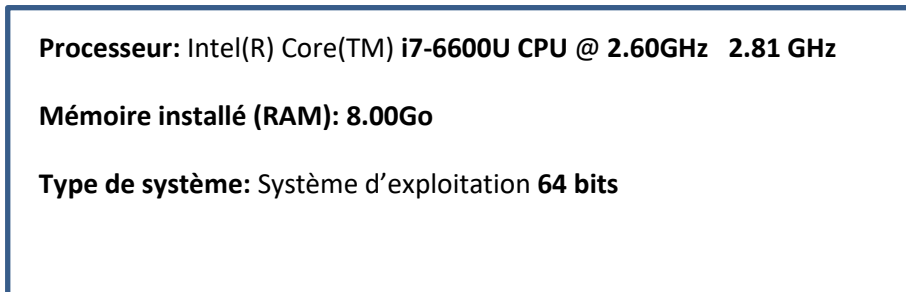 Processeur: Intel(R) Core(TM) i7-6600U CPU @ 2.60GHz 2.81 GHz
Mémoire installé (RAM): 8.00Go
Type de système: Système d’exploitation 64 bits